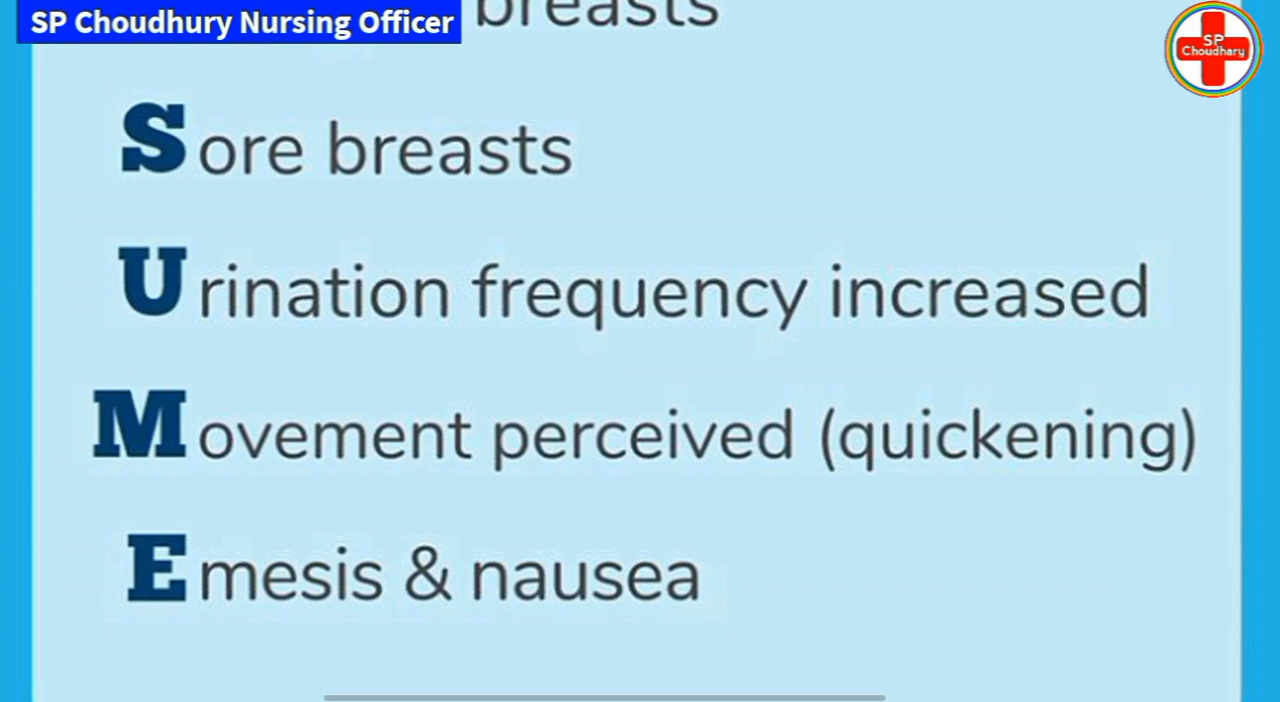 SP Choudhury Nursing Officer
breasts
SP
Choudhary
Sore breasts
Urination frequency increased
Movement perceived (quickening)
Emesis & nausea